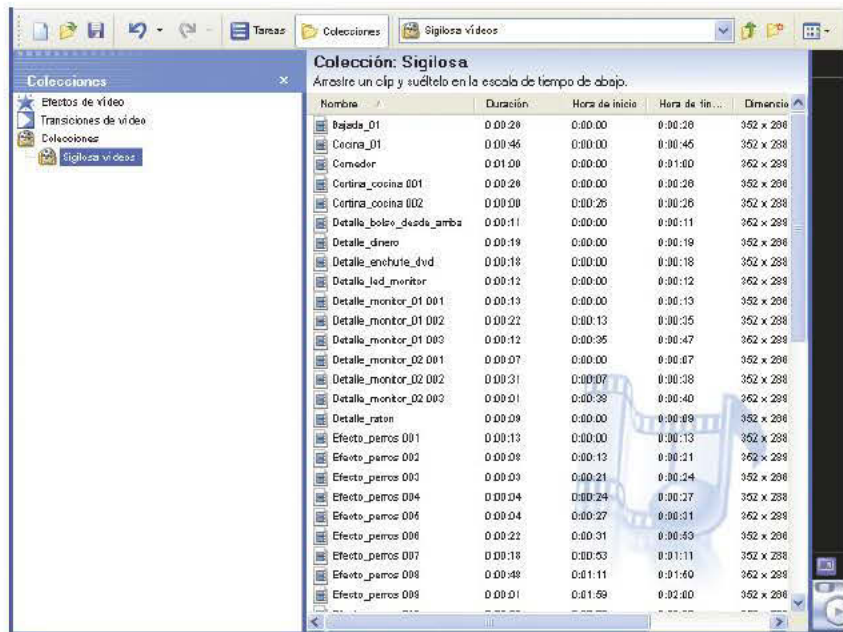 Tareas Colecciones Sigilosa vídeos
Colecciones ×
Efectos de vídeo
Transiciones de vídeo
Colecciones
Sigilosa vídeos
Colección: Sigilosa
Arrastre un clip y suéltelo en la escala de tiempo de abajo.
Nombre Duración Hora de inicio Hora de fin... Dimensio
Bajada_01 0:00:28 0:00:00 0:00:28 352 x 288
Cocina_01 0:00:45 0:00:00 0:00:45 352 x 288
Comedor 0:01:00 0:00:00 0:01:00 352 x 288
Cortina_cocina 001 0:00:26 0:00:00 0:00:26 352 x 288
Cortina_cocina 002 0:00:00 0:00:26 0:00:26 352 x 288
Detalle_bolso_desde_arriba 0:00:11 0:00:00 0:00:11 352 x 288
Detalle_dinero 0:00:19 0:00:00 0:00:19 352 x 288
Detalle_enchufe_dvd 0:00:18 0:00:00 0:00:18 352 x 288
Detalle_led_monitor 0:00:12 0:00:00 0:00:12 352 x 288
Detalle_monitor_01 001 0:00:13 0:00:00 0:00:13 352 x 288
Detalle_monitor_01 002 0:00:22 0:00:13 0:00:35 352 x 288
Detalle_monitor_01 003 0:00:12 0:00:35 0:00:47 352 x 288
Detalle_monitor_02 001 0:00:07 0:00:00 0:00:07 352 x 288
Detalle_monitor_02 002 0:00:31 0:00:07 0:00:38 352 x 288
Detalle_monitor_02 003 0:00:01 0:00:39 0:00:40 352 x 288
Detalle_raton 0:00:09 0:00:00 0:00:09 352 x 288
Efecto_perros 001 0:00:13 0:00:00 0:00:13 352 x 288
Efecto_perros 002 0:00:08 0:00:13 0:00:21 352 x 288
Efecto_perros 003 0:00:03 0:00:21 0:00:24 352 x 288
Efecto_perros 004 0:00:04 0:00:24 0:00:27 352 x 288
Efecto_perros 005 0:00:04 0:00:27 0:00:31 352 x 288
Efecto_perros 006 0:00:22 0:00:31 0:00:53 352 x 288
Efecto_perros 007 0:00:18 0:00:53 0:01:11 352 x 288
Efecto_perros 008 0:00:48 0:01:11 0:01:59 352 x 288
Efecto_perros 009 0:00:01 0:01:59 0:02:00 352 x 288